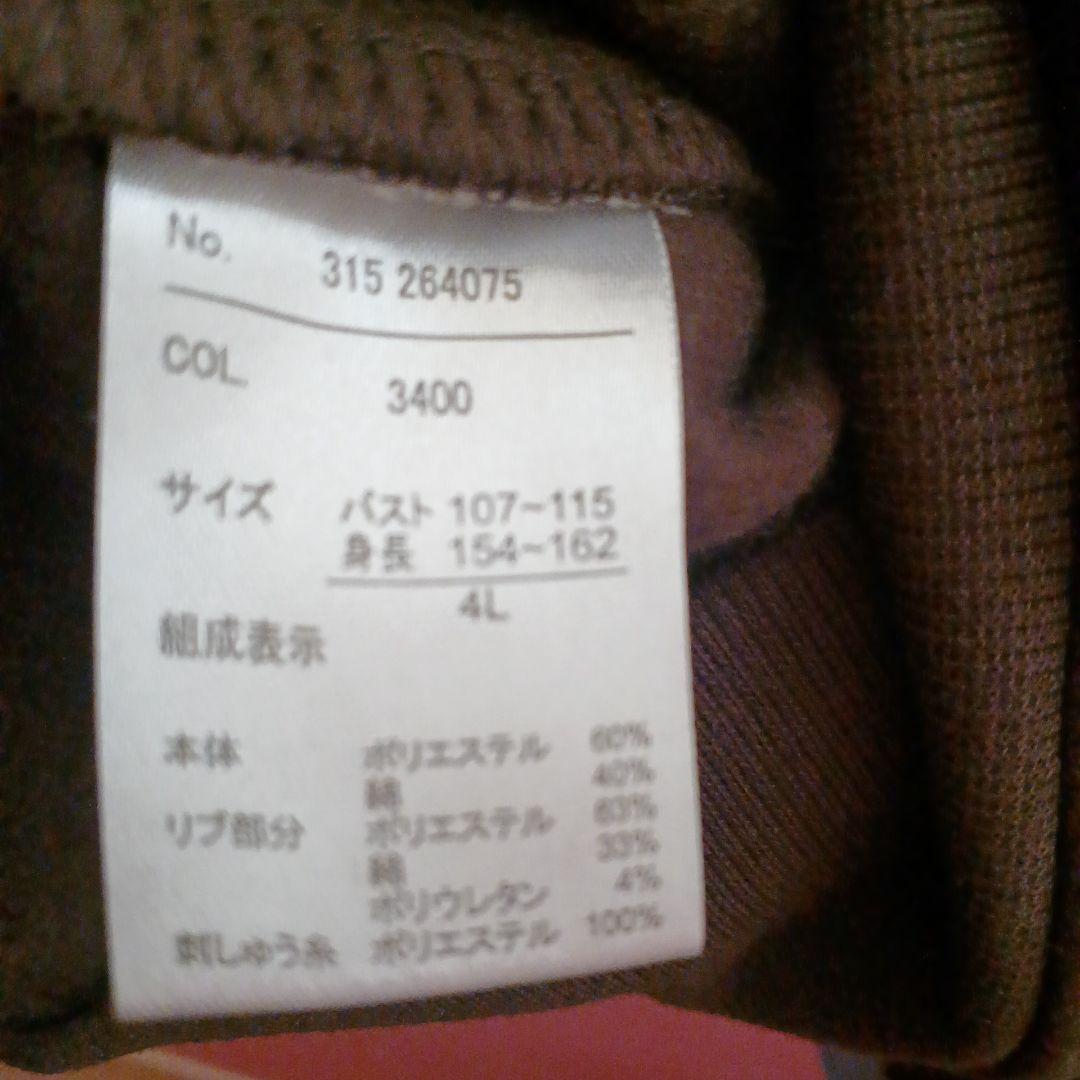 No. 315 264075
COL. 3400
サイズ バスト 107~115
身長 154~162
4L
組成表示
本体 ポリエステル 60%
綿 40%
リブ部分 ポリエステル 63%
綿 33%
ポリウレタン 4%
刺しゅう糸 ポリエステル 100%